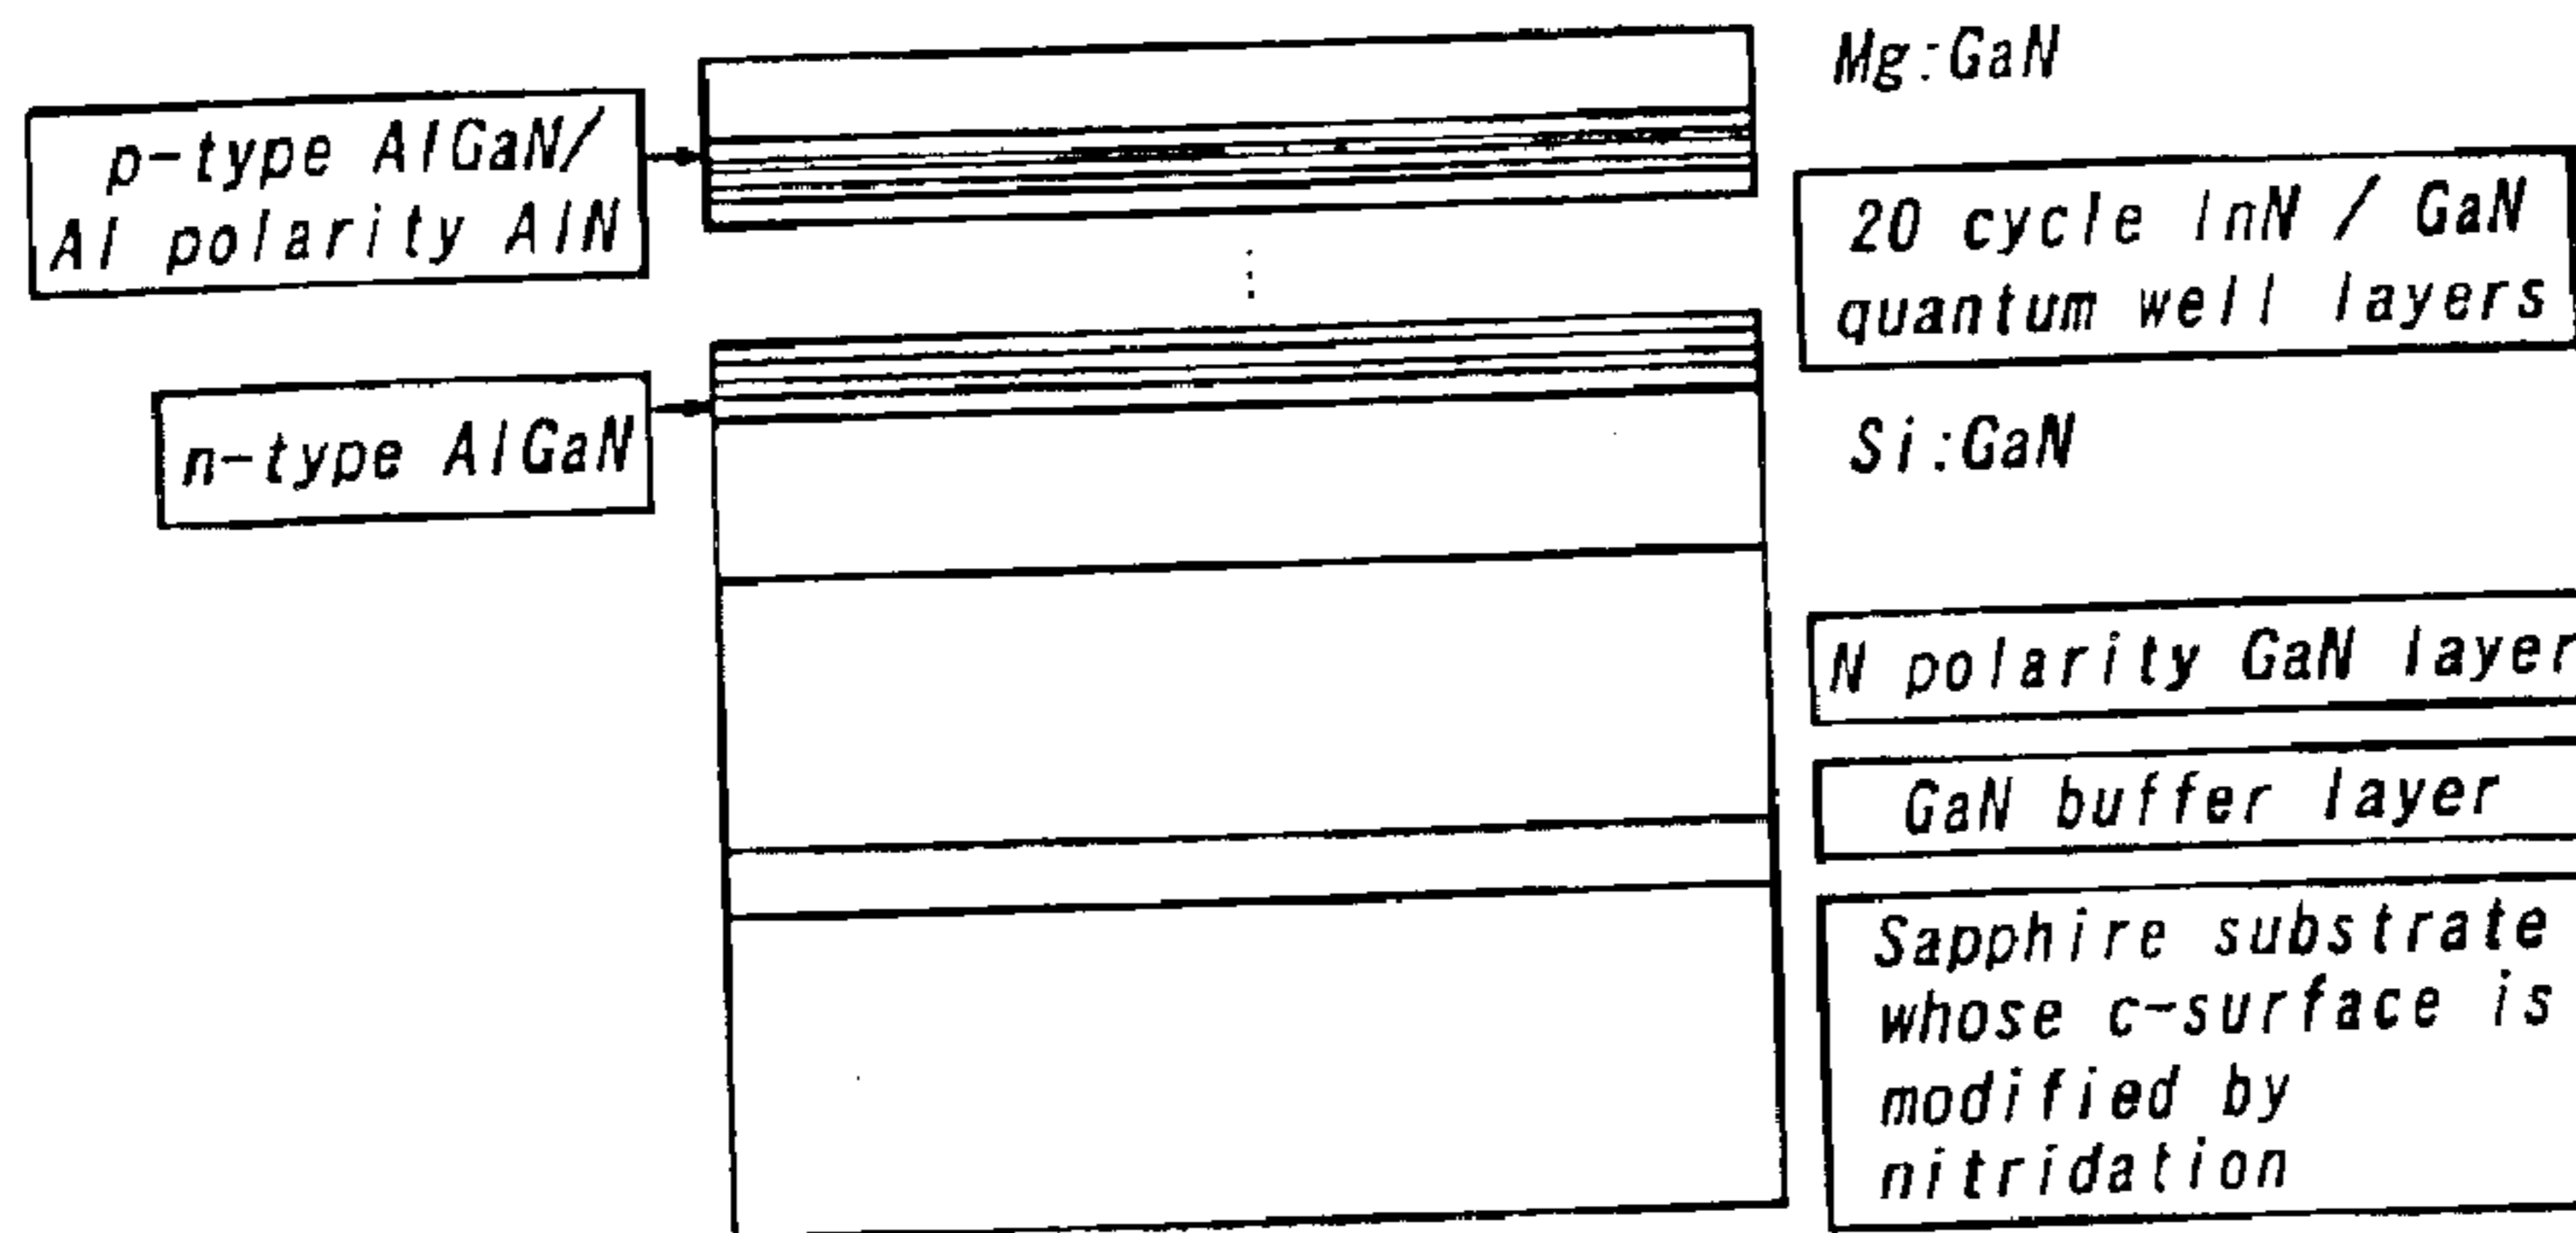 Mg:GaN
p-type AlGaN/
Al polarity AlN
20 cycle InN / GaN
quantum well layers
n-type AlGaN
Si:GaN
N polarity GaN layer
GaN buffer layer
Sapphire substrate
whose c-surface is
modified by
nitridation